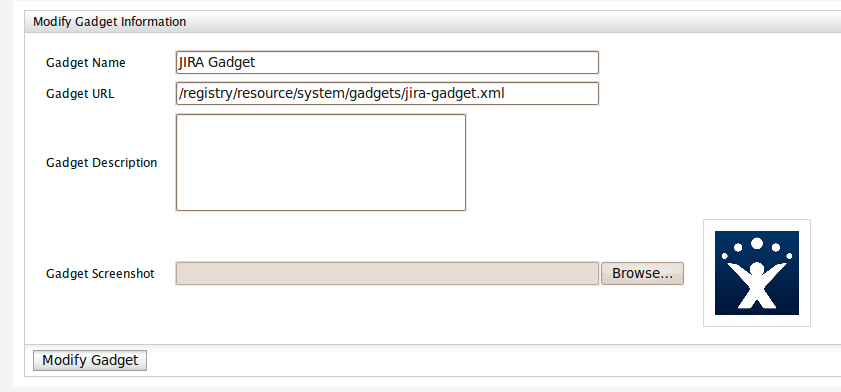 Modify Gadget Information
Gadget Name JIRA Gadget
Gadget URL /registry/resource/system/gadgets/jira-gadget.xml
Gadget Description
Gadget Screenshot Browse...
Modify Gadget